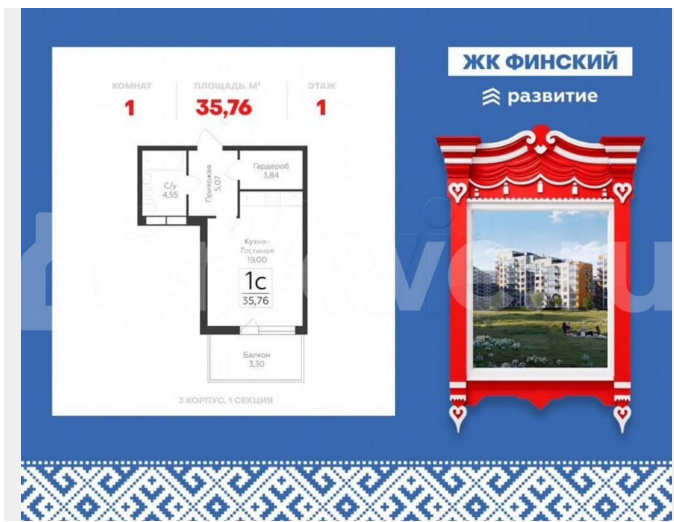 ЖК ФИНСКИЙ
развитие
КОМНАТ
1
ПЛОЩАДЬ, М²
35,76
ЭТАЖ
1
С/у
4,55
Прихожая
5,07
Гардероб
3,84
Кухня-
Гостиная
19,00
1С
35,76
Балкон
3,30
3 КОРПУС, 1 СЕКЦИЯ